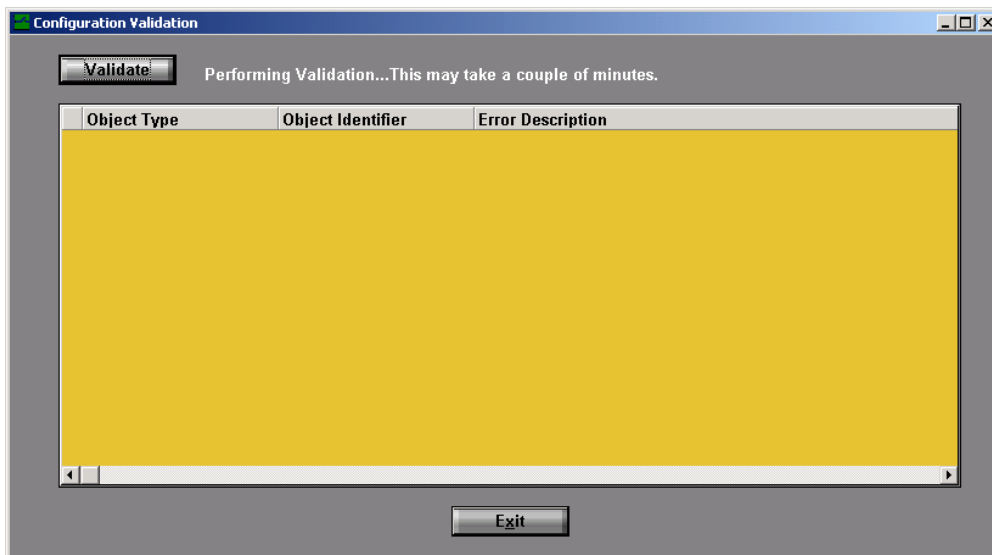 Configuration Validation
Validate
Performing Validation...This may take a couple of minutes.
Object Type Object Identifier Error Description
Exit